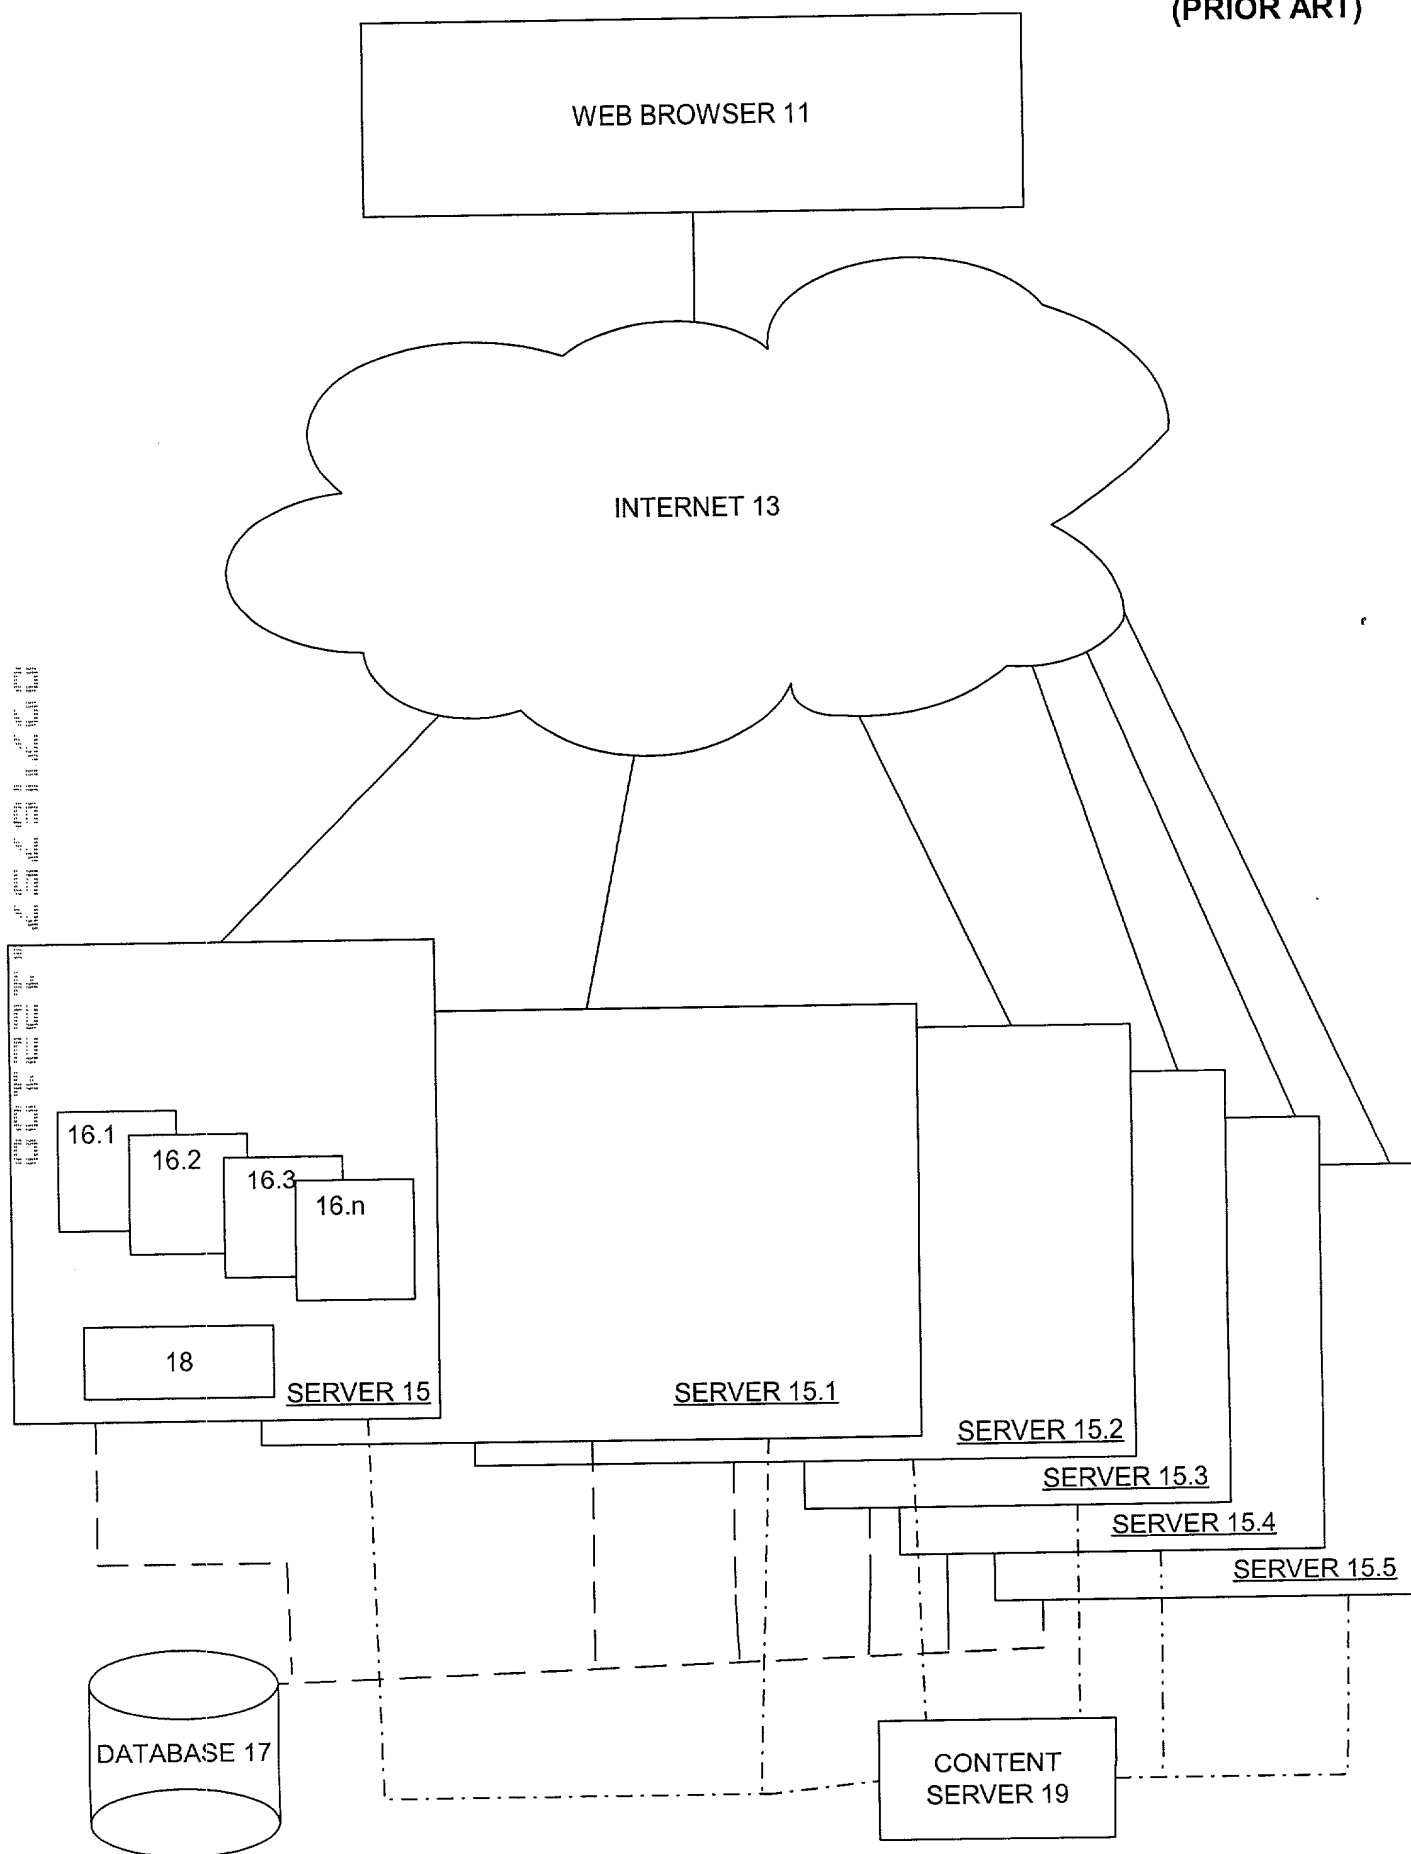 (PRIOR ART)
WEB BROWSER 11
INTERNET 13
16.1
16.2
16.3
16.n
18
SERVER 15
SERVER 15.1
SERVER 15.2
SERVER 15.3
SERVER 15.4
SERVER 15.5
DATABASE 17
CONTENT
SERVER 19